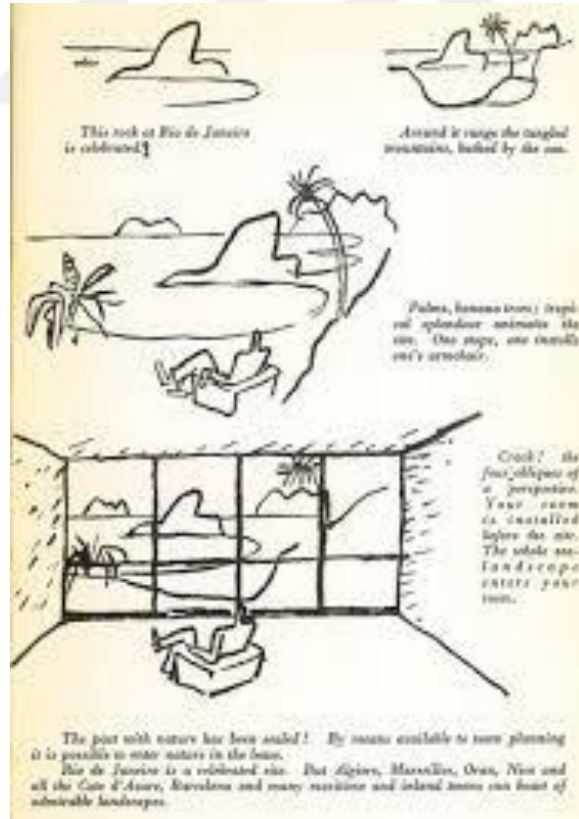 This rock at Rio de Janeiro
is celebrated.
Around it range the tangled
mountains, bathed by the sea.
Palms, banana trees; tropi-
cal splendour animates the
site. One stops, one installs
one's armchair.
Crack! the
four obliques of
a perspective.
Your room
is installed
before the site.
The whole sea-
landscape
enters your
room.
The pact with nature has been sealed! By means available to town planning
it is possible to enter nature in the lease.
Rio de Janeiro is a celebrated site. But Algiers, Marseilles, Oran, Nice and
all the Cote d'Azure, Barcelona and many maritime and inland towns can boast of
admirable landscapes.